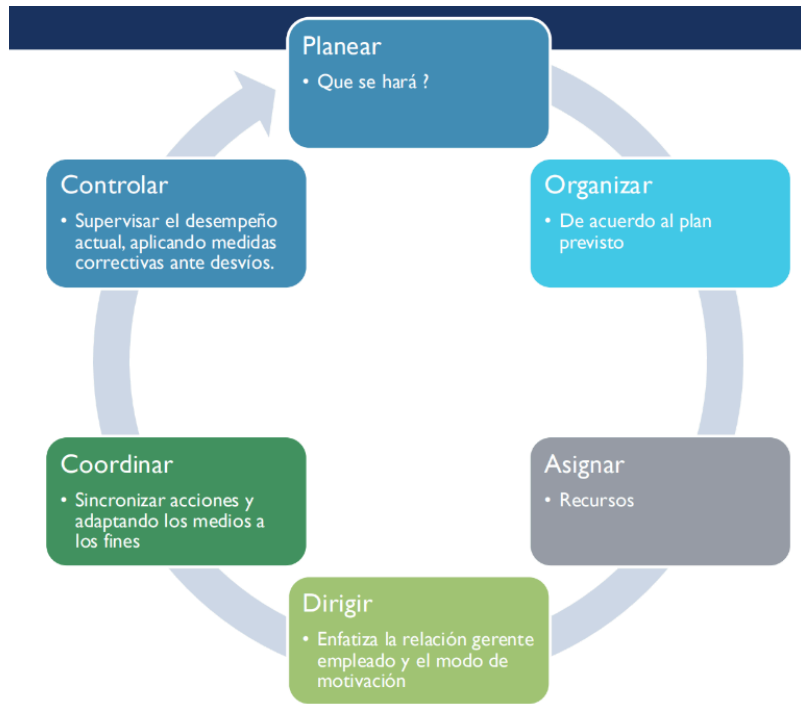 Planear
• Que se hará ?
Organizar
• De acuerdo al plan
previsto
Asignar
• Recursos
Dirigir
• Enfatiza la relación gerente
empleado y el modo de
motivación
Coordinar
• Sincronizar acciones y
adaptando los medios a
los fines
Controlar
• Supervisar el desempeño
actual, aplicando medidas
correctivas ante desvíos.